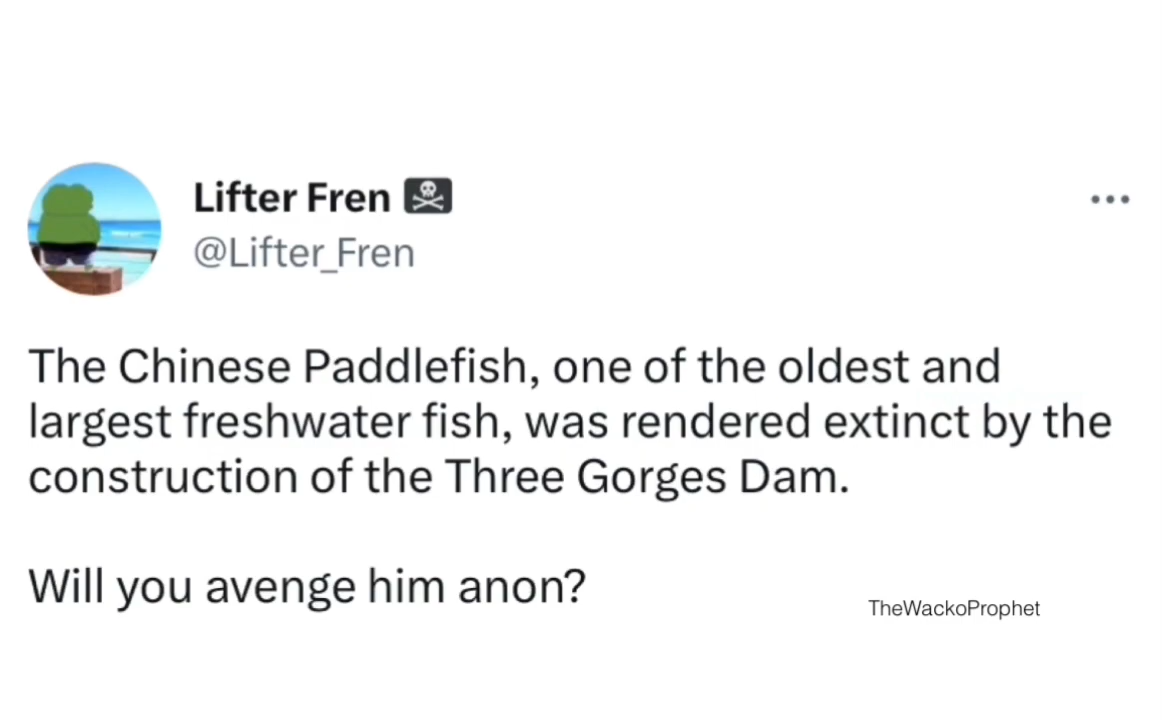 Lifter Fren ☠
@Lifter_Fren
The Chinese Paddlefish, one of the oldest and
largest freshwater fish, was rendered extinct by the
construction of the Three Gorges Dam.
Will you avenge him anon?
TheWackoProphet